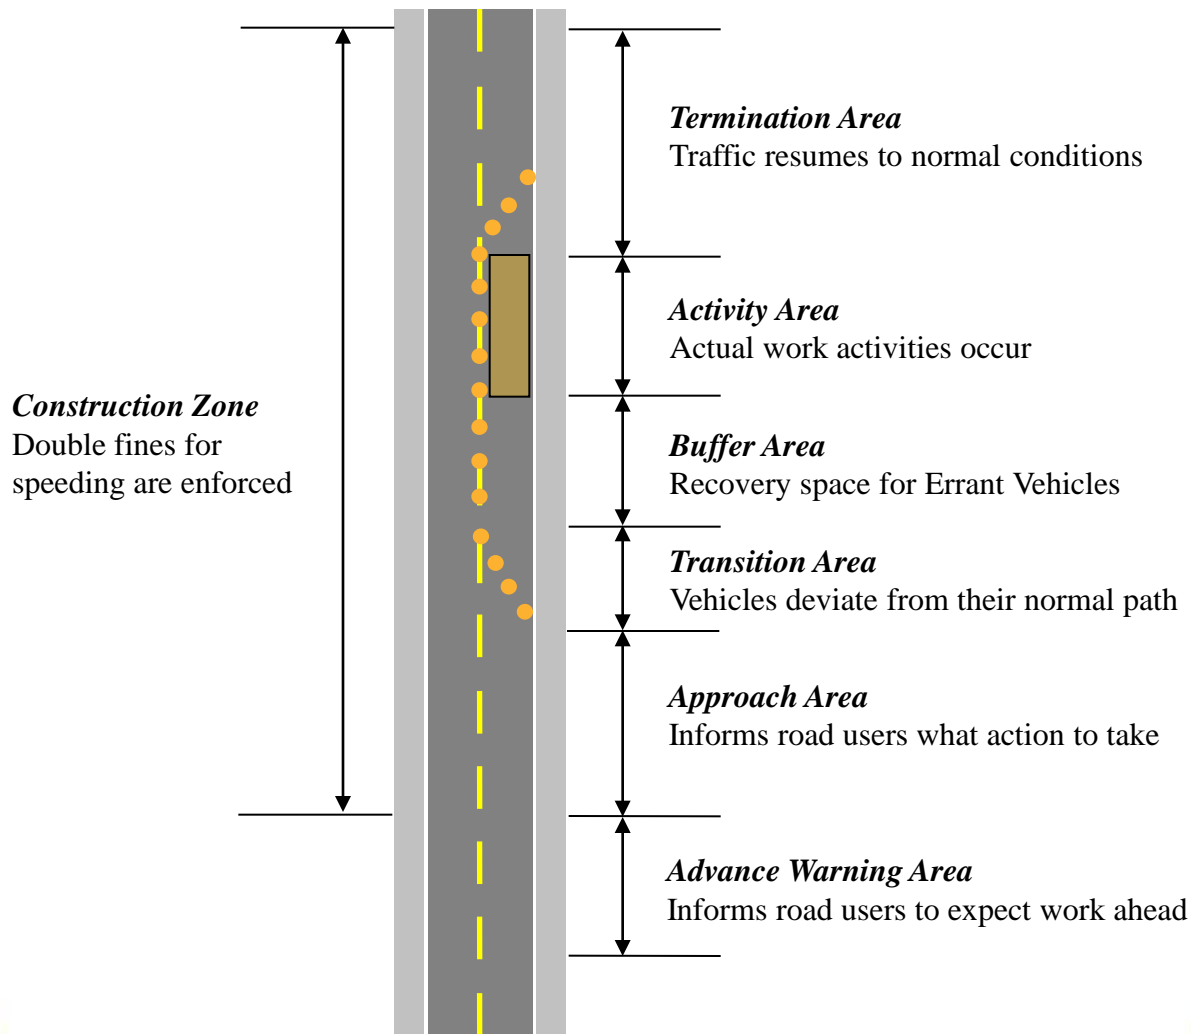 Termination Area
Traffic resumes to normal conditions
Activity Area
Actual work activities occur
Construction Zone
Double fines for
speeding are enforced
Buffer Area
Recovery space for Errant Vehicles
Transition Area
Vehicles deviate from their normal path
Approach Area
Informs road users what action to take
Advance Warning Area
Informs road users to expect work ahead